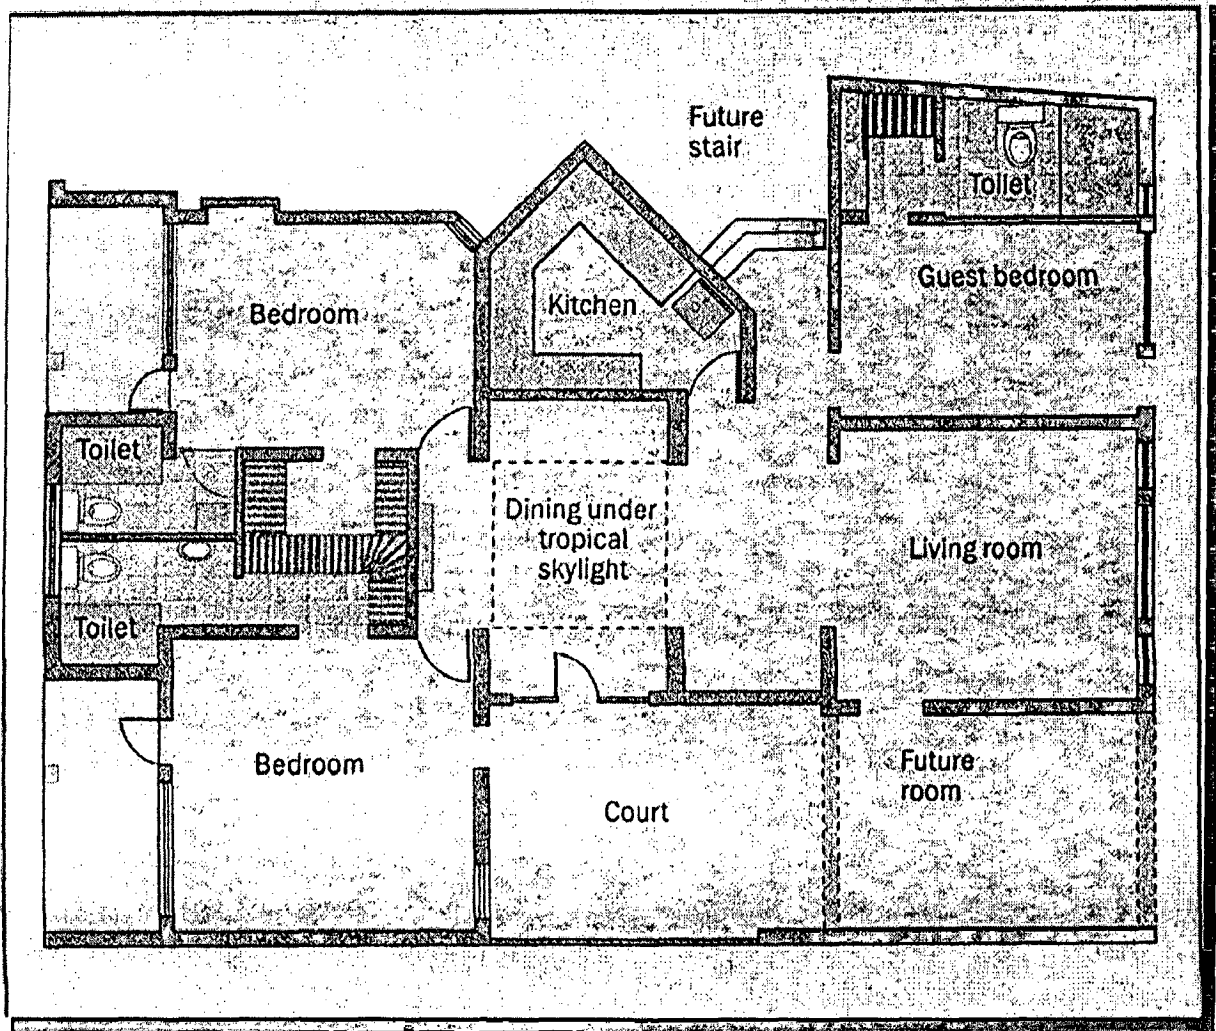 Future
stair
Toilet
Guest bedroom
Bedroom
Kitchen
Toilet
Dining under
tropical
skylight
Living room
Toilet
Bedroom
Future
room
Court